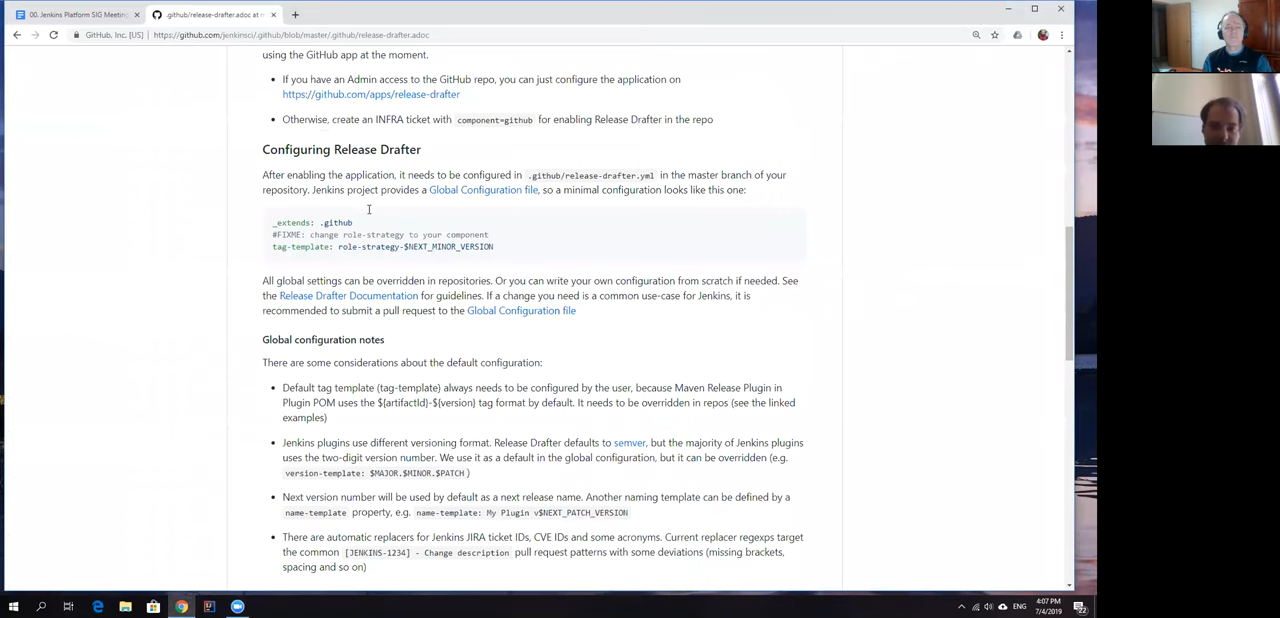 00. Jenkins Platform SIG Meetin
.github/release-drafter.adoc at m
GitHub, Inc. [US] | https://github.com/jenkinsci/.github/blob/master/.github/release-drafter.adoc
using the GitHub app at the moment.
• If you have an Admin access to the GitHub repo, you can just configure the application on
https://github.com/apps/release-drafter
• Otherwise, create an INFRA ticket with component=github for enabling Release Drafter in the repo
Configuring Release Drafter
After enabling the application, it needs to be configured in .github/release-drafter.yml in the master branch of your
repository. Jenkins project provides a Global Configuration file, so a minimal configuration looks like this one:
_extends: .github
#FIXME: change role-strategy to your component
tag-template: role-strategy-$NEXT_MINOR_VERSION
All global settings can be overridden in repositories. Or you can write your own configuration from scratch if needed. See
the Release Drafter Documentation for guidelines. If a change you need is a common use-case for Jenkins, it is
recommended to submit a pull request to the Global Configuration file
Global configuration notes
There are some considerations about the default configuration:
• Default tag template (tag-template) always needs to be configured by the user, because Maven Release Plugin in
Plugin POM uses the ${artifactId}-${version} tag format by default. It needs to be overridden in repos (see the linked
examples)
• Jenkins plugins use different versioning format. Release Drafter defaults to semver, but the majority of Jenkins plugins
uses the two-digit version number. We use it as a default in the global configuration, but it can be overridden (e.g.
version-template: $MAJOR.$MINOR.$PATCH )
• Next version number will be used by default as a next release name. Another naming template can be defined by a
name-template property, e.g. name-template: My Plugin v$NEXT_PATCH_VERSION
• There are automatic replacers for Jenkins JIRA ticket IDs, CVE IDs and some acronyms. Current replacer regexps target
the common [JENKINS-1234] - Change description pull request patterns with some deviations (missing brackets,
spacing and so on)
ENG
4:07 PM
7/4/2019
22